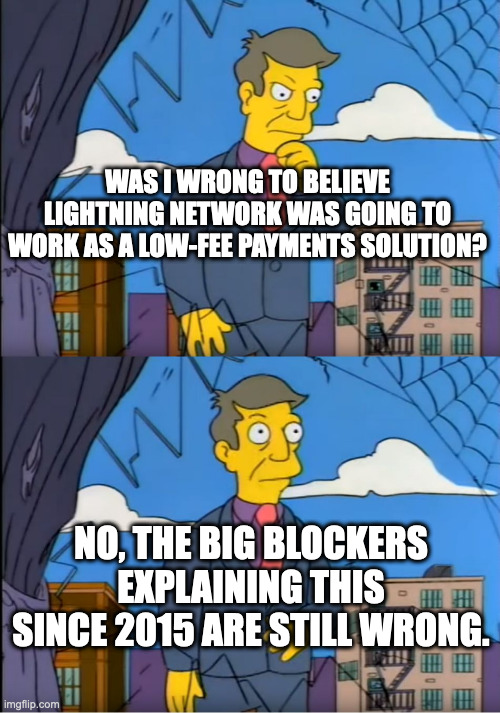 WAS I WRONG TO BELIEVE
LIGHTNING NETWORK WAS GOING TO
WORK AS A LOW-FEE PAYMENTS SOLUTION?
NO, THE BIG BLOCKERS
EXPLAINING THIS
SINCE 2015 ARE STILL WRONG.
imgflip.com